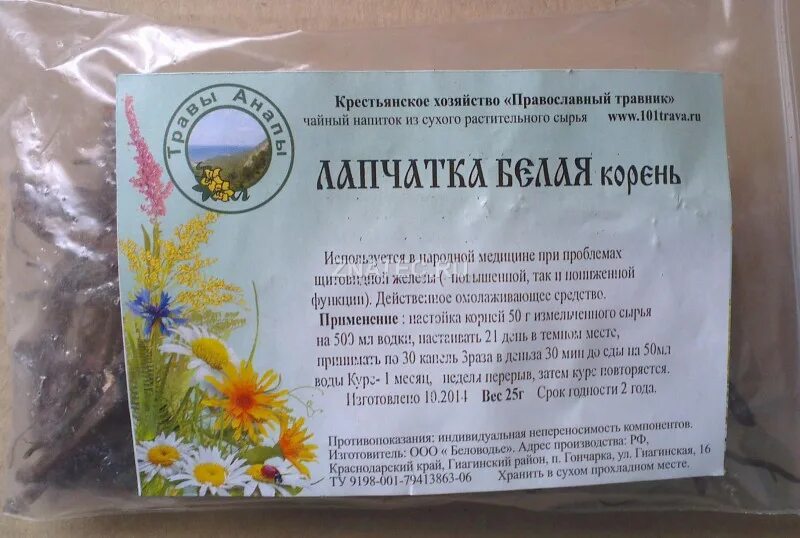 Травы Анапы
Крестьянское хозяйство «Православный травник»
чайный напиток из сухого растительного сырья www.101trava.ru
ЛАПЧАТКА БЕЛАЯ корень
Используется в народной медицине при проблемах
щитовидной железы ( повышенной, так и пониженной
функции). Действенное омолаживающее средство.
Применение : настойка корней 50 г измельченного сырья
на 500 мл водки, настаивать 21 день в темном месте,
принимать по 30 капель 3раза в день за 30 мин до еды на 50мл
воды Курс- 1 месяц, неделя перерыв, затем курс повторяется.
Изготовлено 10.2014 Вес 25г Срок годности 2 года.
Противопоказания: индивидуальная непереносимость компонентов.
Изготовитель: ООО « Беловодье». Адрес производства: РФ,
Краснодарский край, Гиагинский район, п. Гончарка, ул. Гиагинская, 16
ТУ 9198-001-79413863-06 Хранить в сухом прохладном месте.
ZNATEC.RU